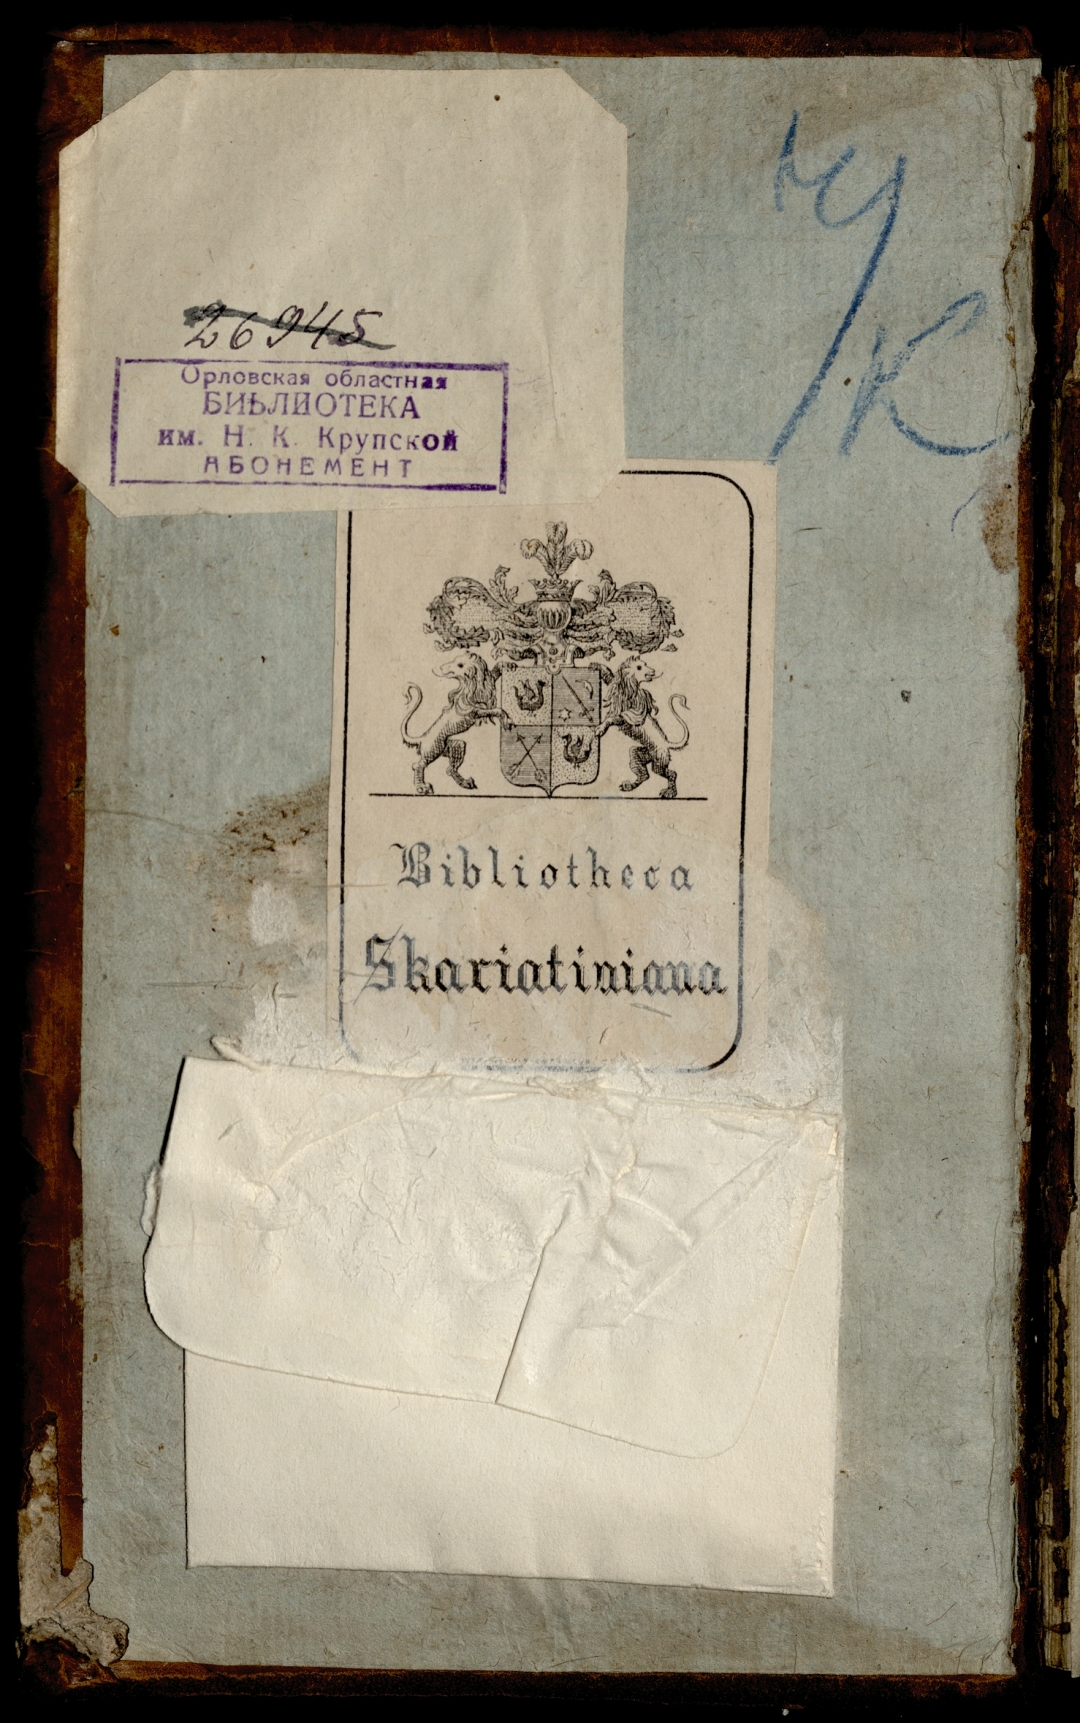 26945
Орловская областная
БИБЛИОТЕКА
им. Н. К. Крупской
АБОНЕМЕНТ
Bibliotheca
Skariatiniana